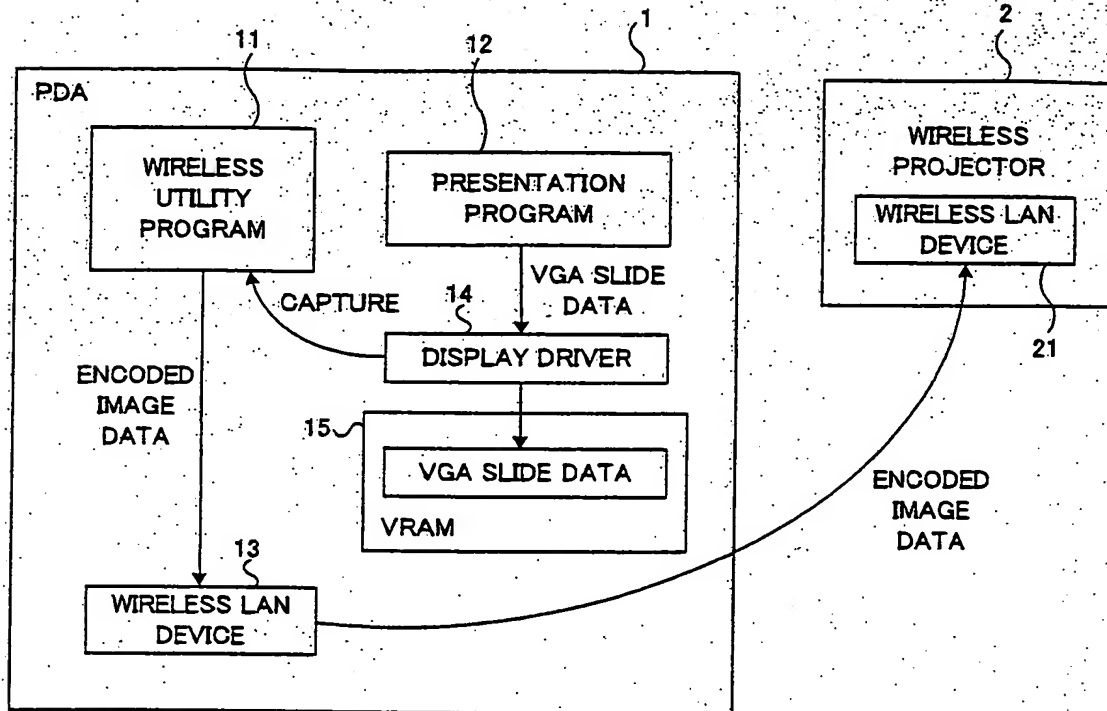 1
2
11
12
PDA
WIRELESS
UTILITY
PROGRAM
PRESENTATION
PROGRAM
WIRELESS
PROJECTOR
WIRELESS LAN
DEVICE
21
VGA SLIDE
DATA
CAPTURE
14
DISPLAY DRIVER
ENCODED
IMAGE
DATA
15
VGA SLIDE DATA
VRAM
ENCODED
IMAGE
DATA
13
WIRELESS LAN
DEVICE